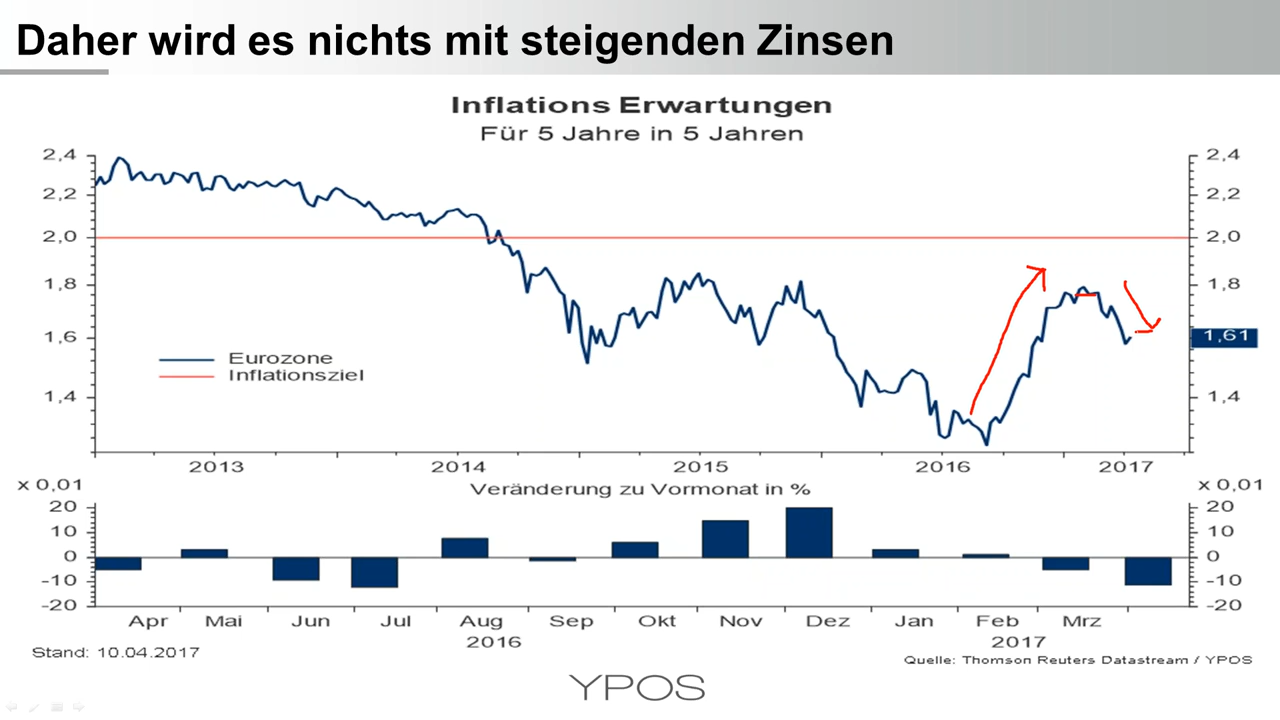 Daher wird es nichts mit steigenden Zinsen
Inflations Erwartungen
Für 5 Jahre in 5 Jahren
2,4 2,4
2,2 2,2
2,0 2,0
1,8 1,8
1,6 1,61
Eurozone
Inflationsziel
1,4 1,4
2013 2014 2015 2016 2017
x 0,01 Veränderung zu Vormonat in % x 0,01
20 20
10 10
0 0
-10 -10
-20 -20
Apr Mai Jun Jul Aug Sep Okt Nov Dez Jan Feb Mrz
2016 2017
Stand: 10.04.2017
Quelle: Thomson Reuters Datastream / YPOS
YPOS